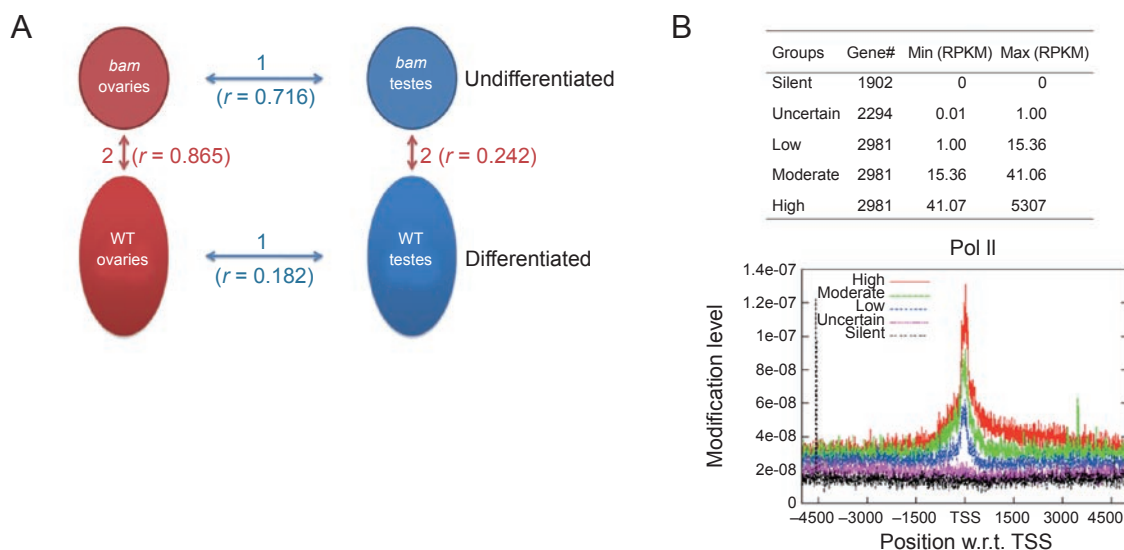 A
bam
ovaries
1
(r = 0.716)
bam
testes
Undifferentiated
2 (r = 0.865)
2 (r = 0.242)
WT
ovaries
1
(r = 0.182)
WT
testes
Differentiated
B
Groups Gene# Min (RPKM) Max (RPKM)
Silent 1902 0 0
Uncertain 2294 0.01 1.00
Low 2981 1.00 15.36
Moderate 2981 15.36 41.06
High 2981 41.07 5307
Pol II
Modification level
1.4e-07
1.2e-07
1e-07
8e-08
6e-08
4e-08
2e-08
0
High
Moderate
Low
Uncertain
Silent
–4500 –3000 –1500 TSS 1500 3000 4500
Position w.r.t. TSS